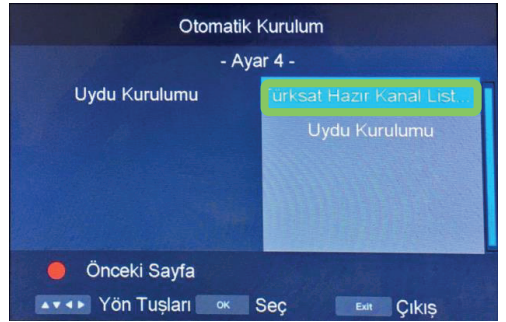 Otomatik Kurulum
- Ayar 4 -
Uydu Kurulumu
ürksat Hazır Kanal List...
Uydu Kurulumu
Önceki Sayfa
Yön Tuşları OK Seç Exit Çıkış